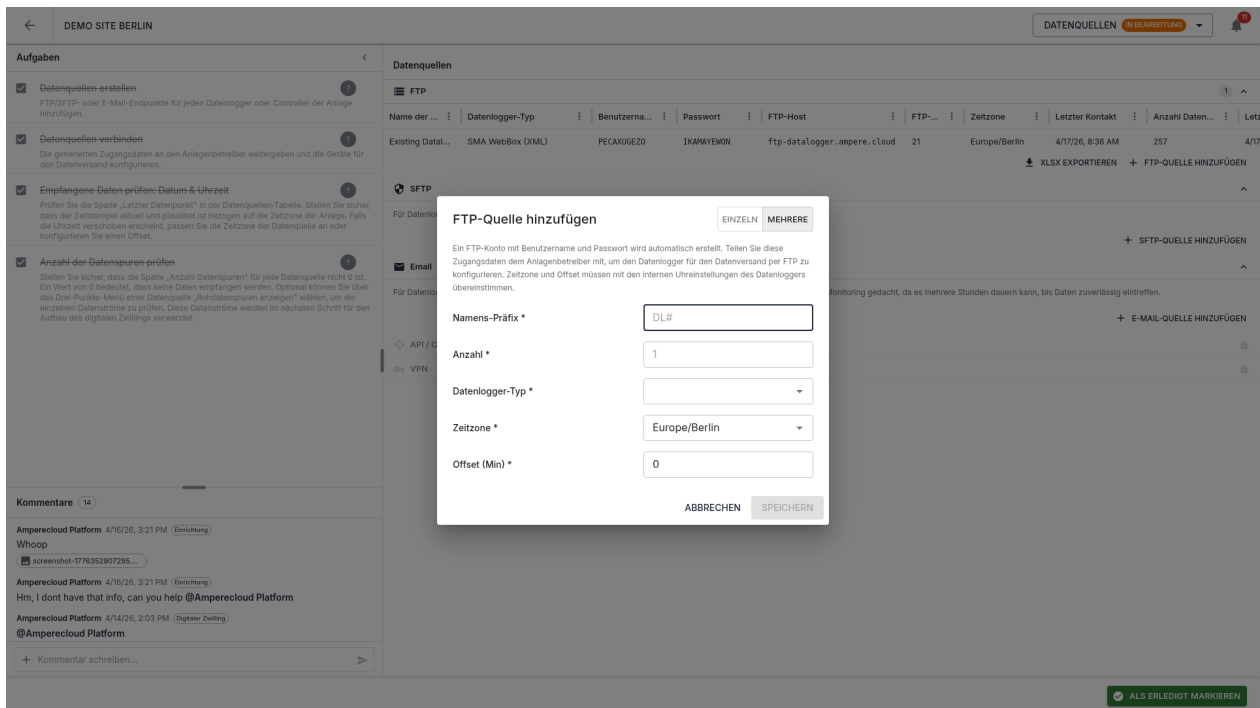 DEMO SITE BERLIN
DATENQUELLEN IN BEARBEITUNG
11
Aufgaben
Datenquellen erstellen ?
FTP/SFTP- oder E-Mail-Endpunkte für jeden Datenlogger oder Controller der Anlage
hinzufügen.
Datenquellen verbinden ?
Die generierten Zugangsdaten an den Anlagenbetreiber weitergeben und die Geräte für
den Datenversand konfigurieren.
Empfangene Daten prüfen: Datum & Uhrzeit ?
Prüfen Sie die Spalte „Letzter Datenpunkt" in der Datenquellen-Tabelle. Stellen Sie sicher,
dass der Zeitstempel aktuell und plausibel ist bezogen auf die Zeitzone der Anlage. Falls
die Uhrzeit verschoben erscheint, passen Sie die Zeitzone der Datenquelle an oder
konfigurieren Sie einen Offset.
Anzahl der Datenspuren prüfen ?
Stellen Sie sicher, dass die Spalte „Anzahl Datenspuren" für jede Datenquelle nicht 0 ist.
Ein Wert von 0 bedeutet, dass keine Daten empfangen werden. Optional können Sie über
das Drei-Punkte-Menü einer Datenquelle „Rohdatenspuren anzeigen" wählen, um die
einzelnen Datenströme zu prüfen. Diese Datenströme werden im nächsten Schritt für den
Aufbau des digitalen Zwillings verwendet.
Kommentare 14
Amperecloud Platform 4/16/26, 3:21 PM Einrichtung
Whoop
screenshot-1776352907295....
Amperecloud Platform 4/16/26, 3:21 PM Einrichtung
Hm, I dont have that info, can you help @Amperecloud Platform
Amperecloud Platform 4/14/26, 2:03 PM Digitaler Zwilling
@Amperecloud Platform
+ Kommentar schreiben...
Datenquellen
FTP 1
Name der ... Datenlogger-Typ Benutzerna... Passwort FTP-Host FTP-... Zeitzone Letzter Kontakt Anzahl Daten... Letz
Existing Datal... SMA WebBox (XML) PECAXUGEZO IKAMAYEWON ftp-datalogger.ampere.cloud 21 Europe/Berlin 4/17/26, 8:36 AM 257 4/17
XLSX EXPORTIEREN + FTP-QUELLE HINZUFÜGEN
SFTP
Für Datenlo
+ SFTP-QUELLE HINZUFÜGEN
Email
Für Datenlog
Monitoring gedacht, da es mehrere Stunden dauern kann, bis Daten zuverlässig eintreffen.
+ E-MAIL-QUELLE HINZUFÜGEN
API / C
VPN
FTP-Quelle hinzufügen
EINZELN MEHRERE
Ein FTP-Konto mit Benutzername und Passwort wird automatisch erstellt. Teilen Sie diese
Zugangsdaten dem Anlagenbetreiber mit, um den Datenlogger für den Datenversand per FTP zu
konfigurieren. Zeitzone und Offset müssen mit den internen Uhreinstellungen des Datenloggers
übereinstimmen.
Namens-Präfix * DL#
Anzahl * 1
Datenlogger-Typ *
Zeitzone * Europe/Berlin
Offset (Min) * 0
ABBRECHEN SPEICHERN
ALS ERLEDIGT MARKIEREN